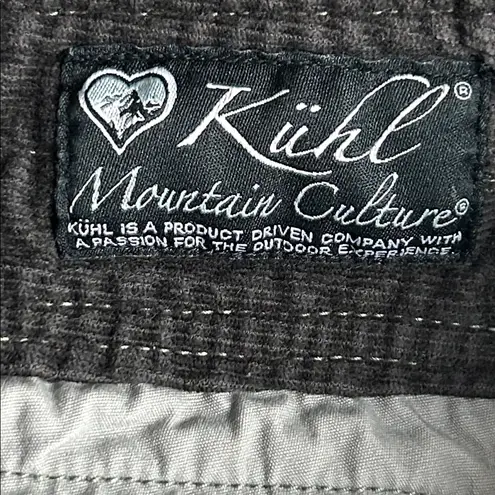 Kühl®
Mountain Culture®
KÜHL IS A PRODUCT DRIVEN COMPANY WITH
A PASSION FOR THE OUTDOOR EXPERIENCE.